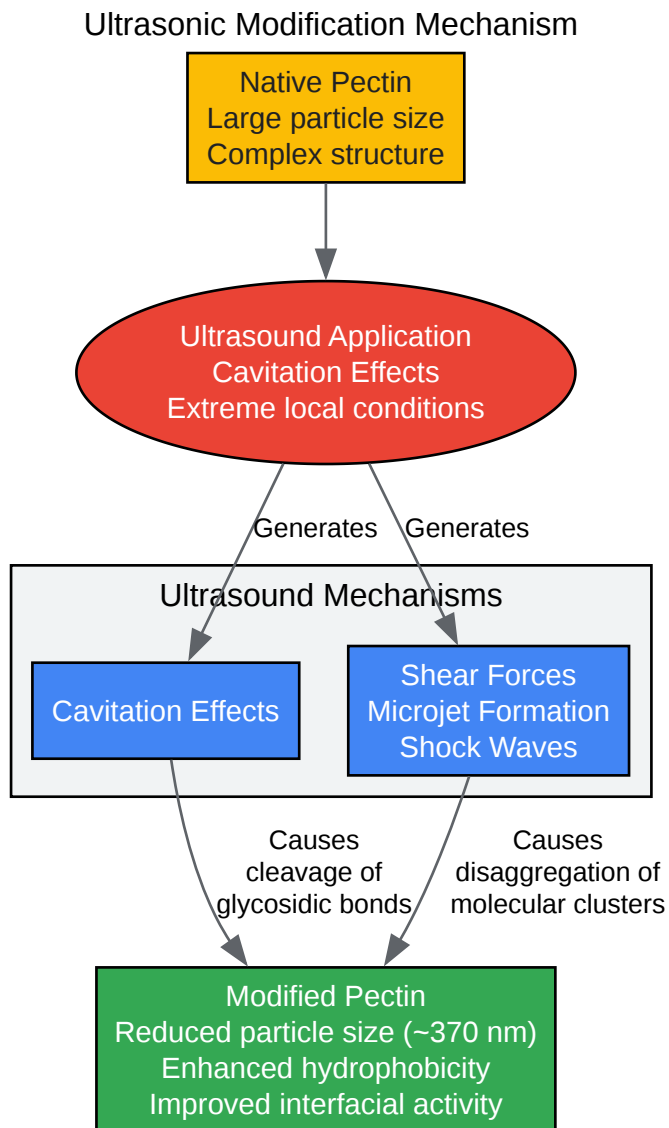 Ultrasonic Modification Mechanism
Native Pectin
Large particle size
Complex structure
Ultrasound Application
Cavitation Effects
Extreme local conditions
Generates
Generates
Ultrasound Mechanisms
Cavitation Effects
Shear Forces
Microjet Formation
Shock Waves
Causes
cleavage of
glycosidic bonds
Causes
disaggregation of
molecular clusters
Modified Pectin
Reduced particle size (~370 nm)
Enhanced hydrophobicity
Improved interfacial activity